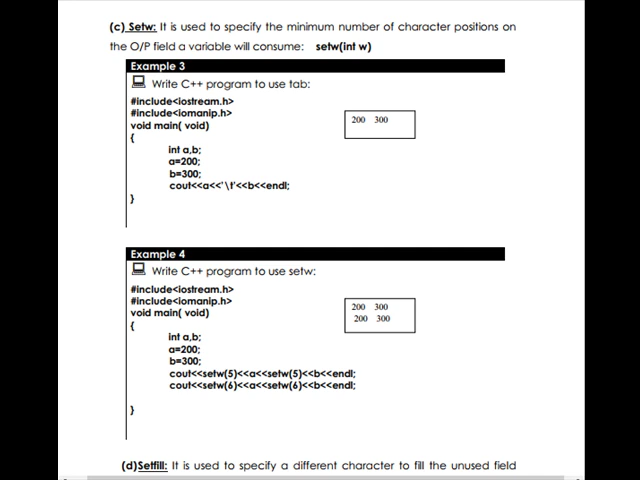 (c) Setw: It is used to specify the minimum number of character positions on
the O/P field a variable will consume: setw(int w)
Example 3
Write C++ program to use tab:
#include<iostream.h>
#include<iomanip.h>
void main( void)
{
int a,b;
a=200;
b=300;
cout<<a<<'\t'<<b<<endl;
}
200 300
Example 4
Write C++ program to use setw:
#include<iostream.h>
#include<iomanip.h>
void main( void)
{
int a,b;
a=200;
b=300;
cout<<setw(5)<<a<<setw(5)<<b<<endl;
cout<<setw(6)<<a<<setw(6)<<b<<endl;
}
200 300
200 300
(d)Setfill: It is used to specify a different character to fill the unused field